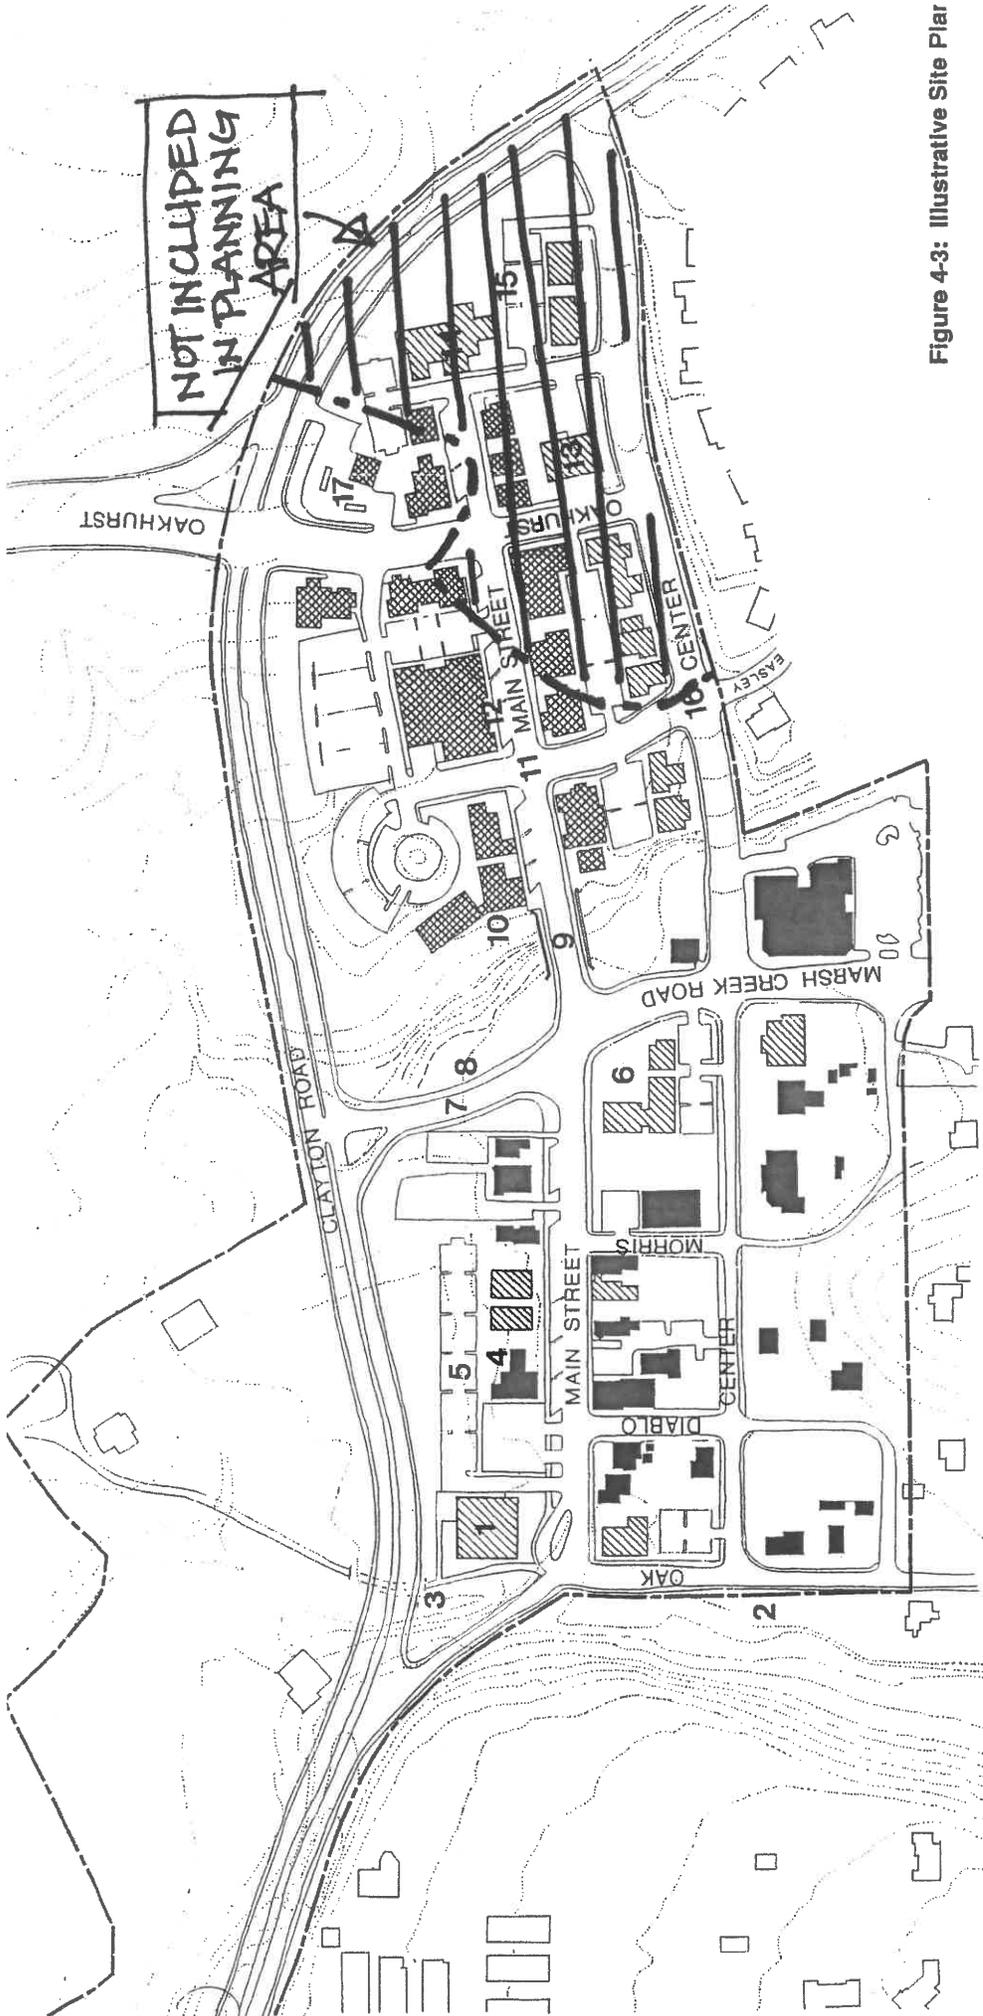 NOT INCLUDED
IN PLANNING
AREA
OAKHURST
17
14
15
13
OAKHURST
MAIN STREET
12
11
CENTER
16
EASLEY
10
9
MARSH CREEK ROAD
CLAYTON ROAD
8
7
6
MORRIS
MAIN STREET
5
4
CENTER
DIABLO
1
3
OAK
2
Figure 4-3: Illustrative Site Plan